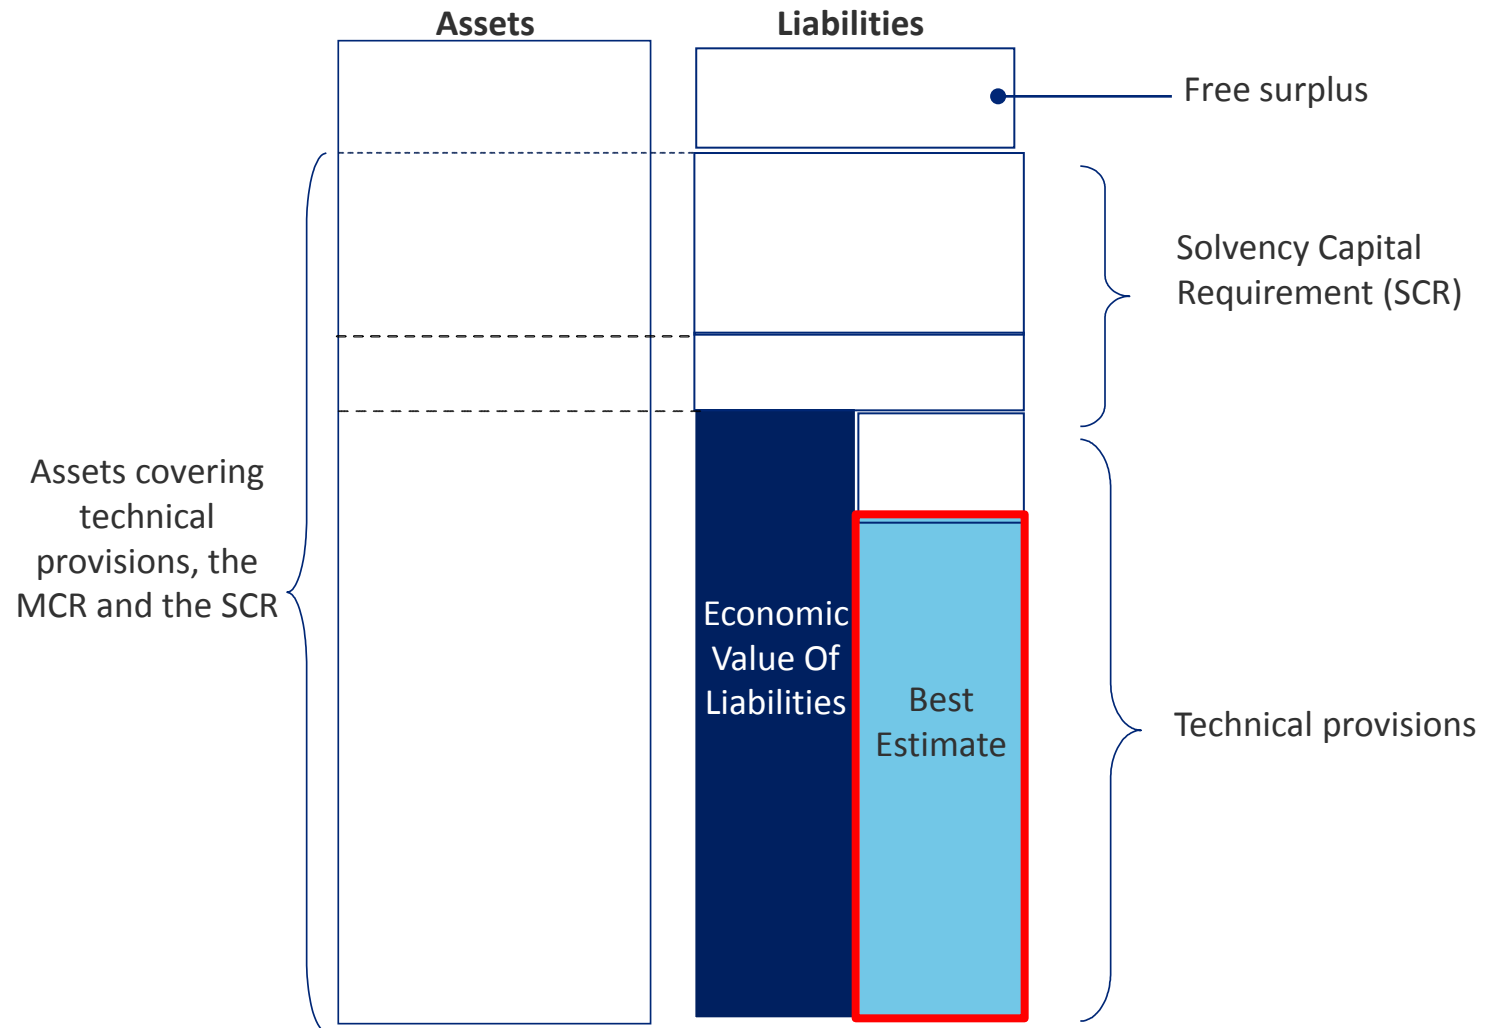 Assets
Liabilities
Free surplus
Solvency Capital
Requirement (SCR)
Assets covering
technical
provisions, the
MCR and the SCR
Economic
Value Of
Liabilities
Best
Estimate
Technical provisions